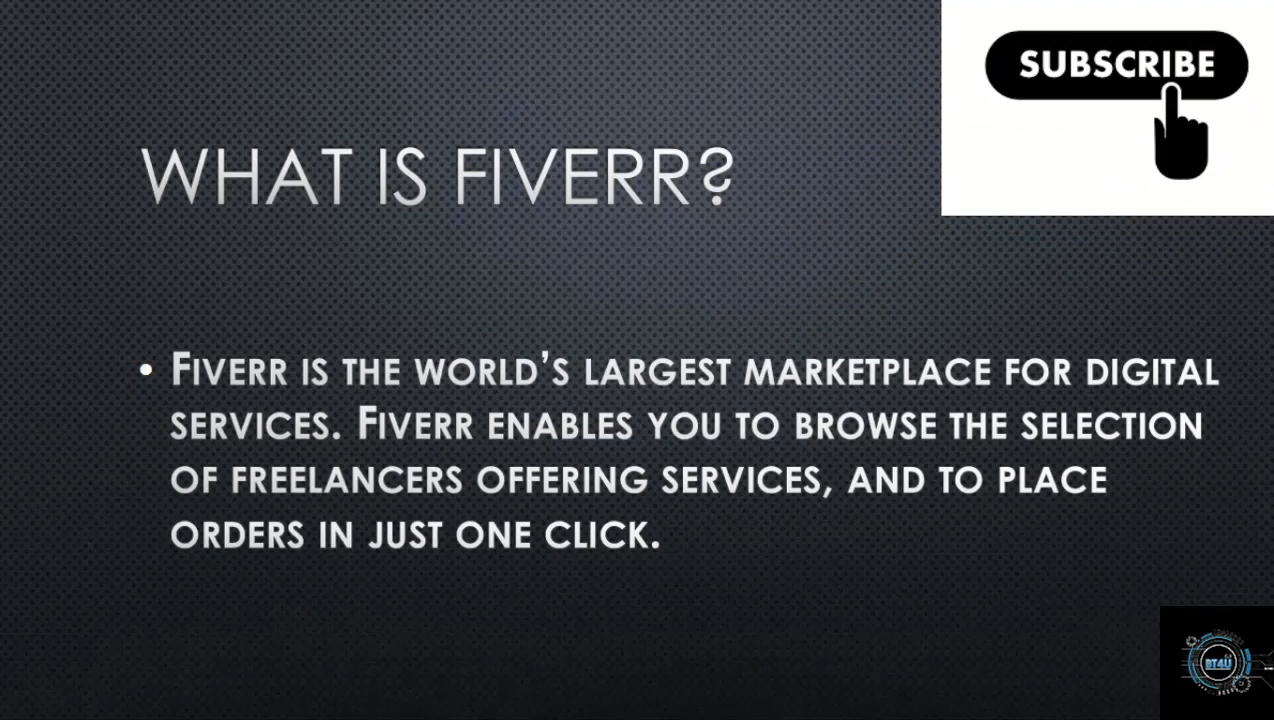 SUBSCRIBE
WHAT IS FIVERR?
• FIVERR IS THE WORLD’S LARGEST MARKETPLACE FOR DIGITAL
SERVICES. FIVERR ENABLES YOU TO BROWSE THE SELECTION
OF FREELANCERS OFFERING SERVICES, AND TO PLACE
ORDERS IN JUST ONE CLICK.
BT4U